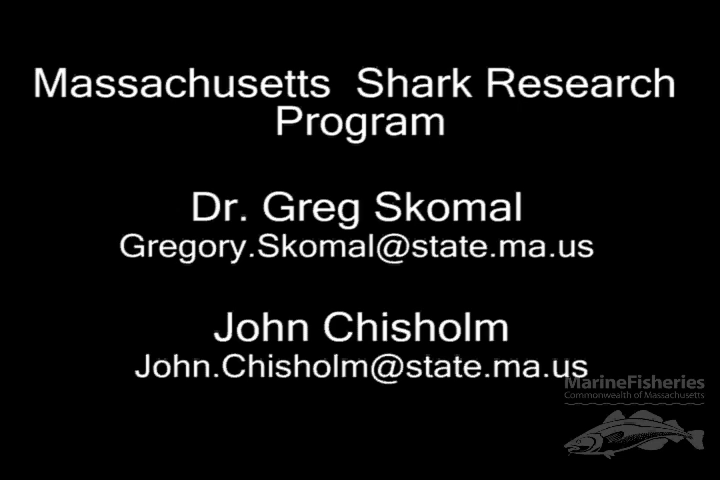 Massachusetts  Shark Research
Program
Dr. Greg Skomal
Gregory.Skomal@state.ma.us
John Chisholm
John.Chisholm@state.ma.us
MarineFisheries
Commonwealth of Massachusetts